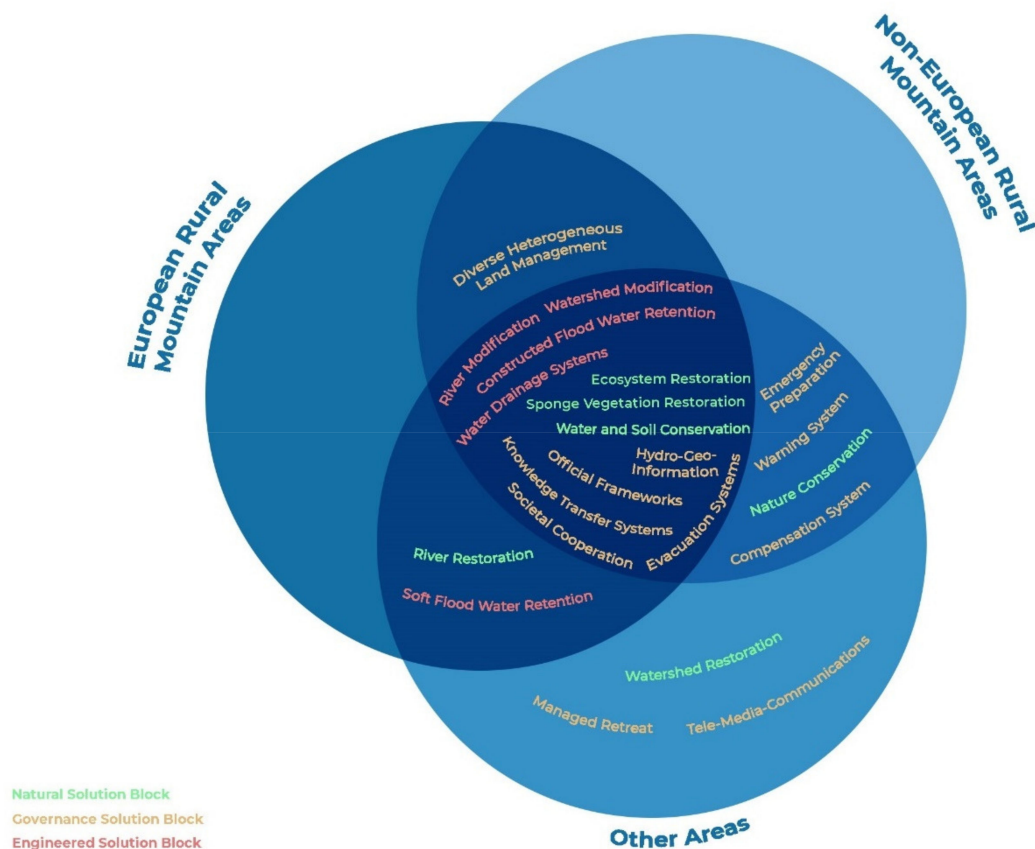 Non-European Rural
Mountain Areas
European Rural
Mountain Areas
Diverse Heterogeneous
Land Management
Watershed Modification
River Modification
Constructed Flood Water Retention
Water Drainage Systems
Ecosystem Restoration
Sponge Vegetation Restoration
Water and Soil Conservation
Hydro-Geo-
Information
Official Frameworks
Knowledge Transfer Systems
Societal Cooperation
Evacuation Systems
Emergency
Preparation
Warning System
Nature Conservation
Compensation System
River Restoration
Soft Flood Water Retention
Watershed Restoration
Managed Retreat
Tele-Media-Communications
Natural Solution Block
Governance Solution Block
Engineered Solution Block
Other Areas